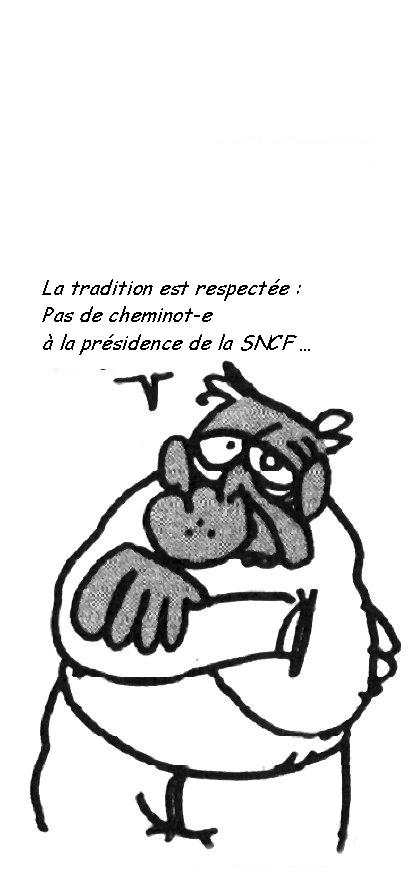 La tradition est respectée :
Pas de cheminot-e
à la présidence de la SNCF ...